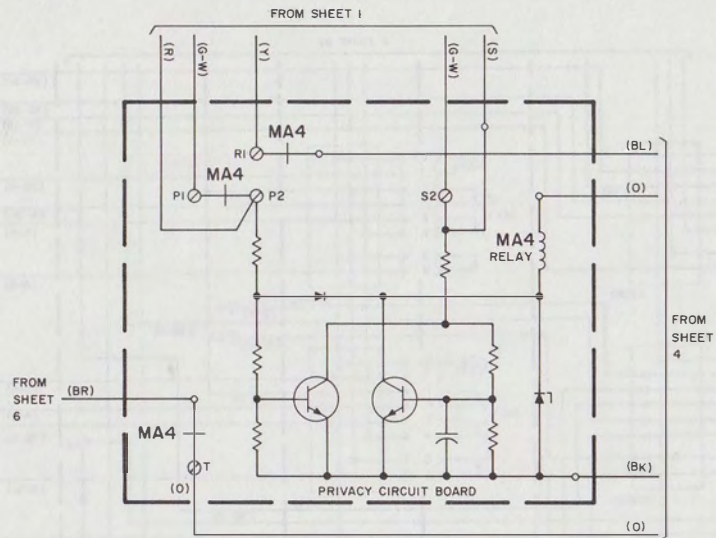 FROM SHEET 1
(R)
(G-W)
(Y)
(G-W)
(S)
MA4
R1
(BL)
MA4
P1
P2
S2
(O)
MA4
RELAY
FROM
SHEET
4
FROM
SHEET
6
(BR)
MA4
T
(O)
PRIVACY CIRCUIT BOARD
(BK)
(O)